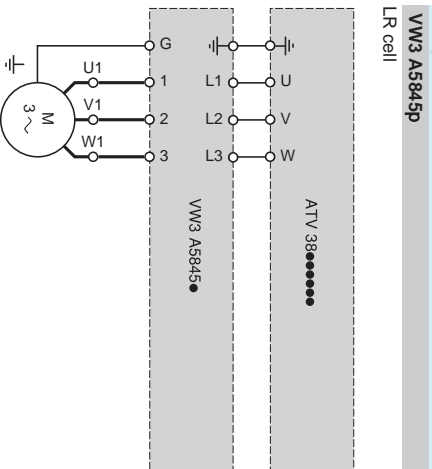 VW3 A5845p
LR cell
ATV 38●●●●●●
VW3 A5845●
G
1 L1 U
2 L2 V
3 L3 W
U1
V1
W1
M
3 ~